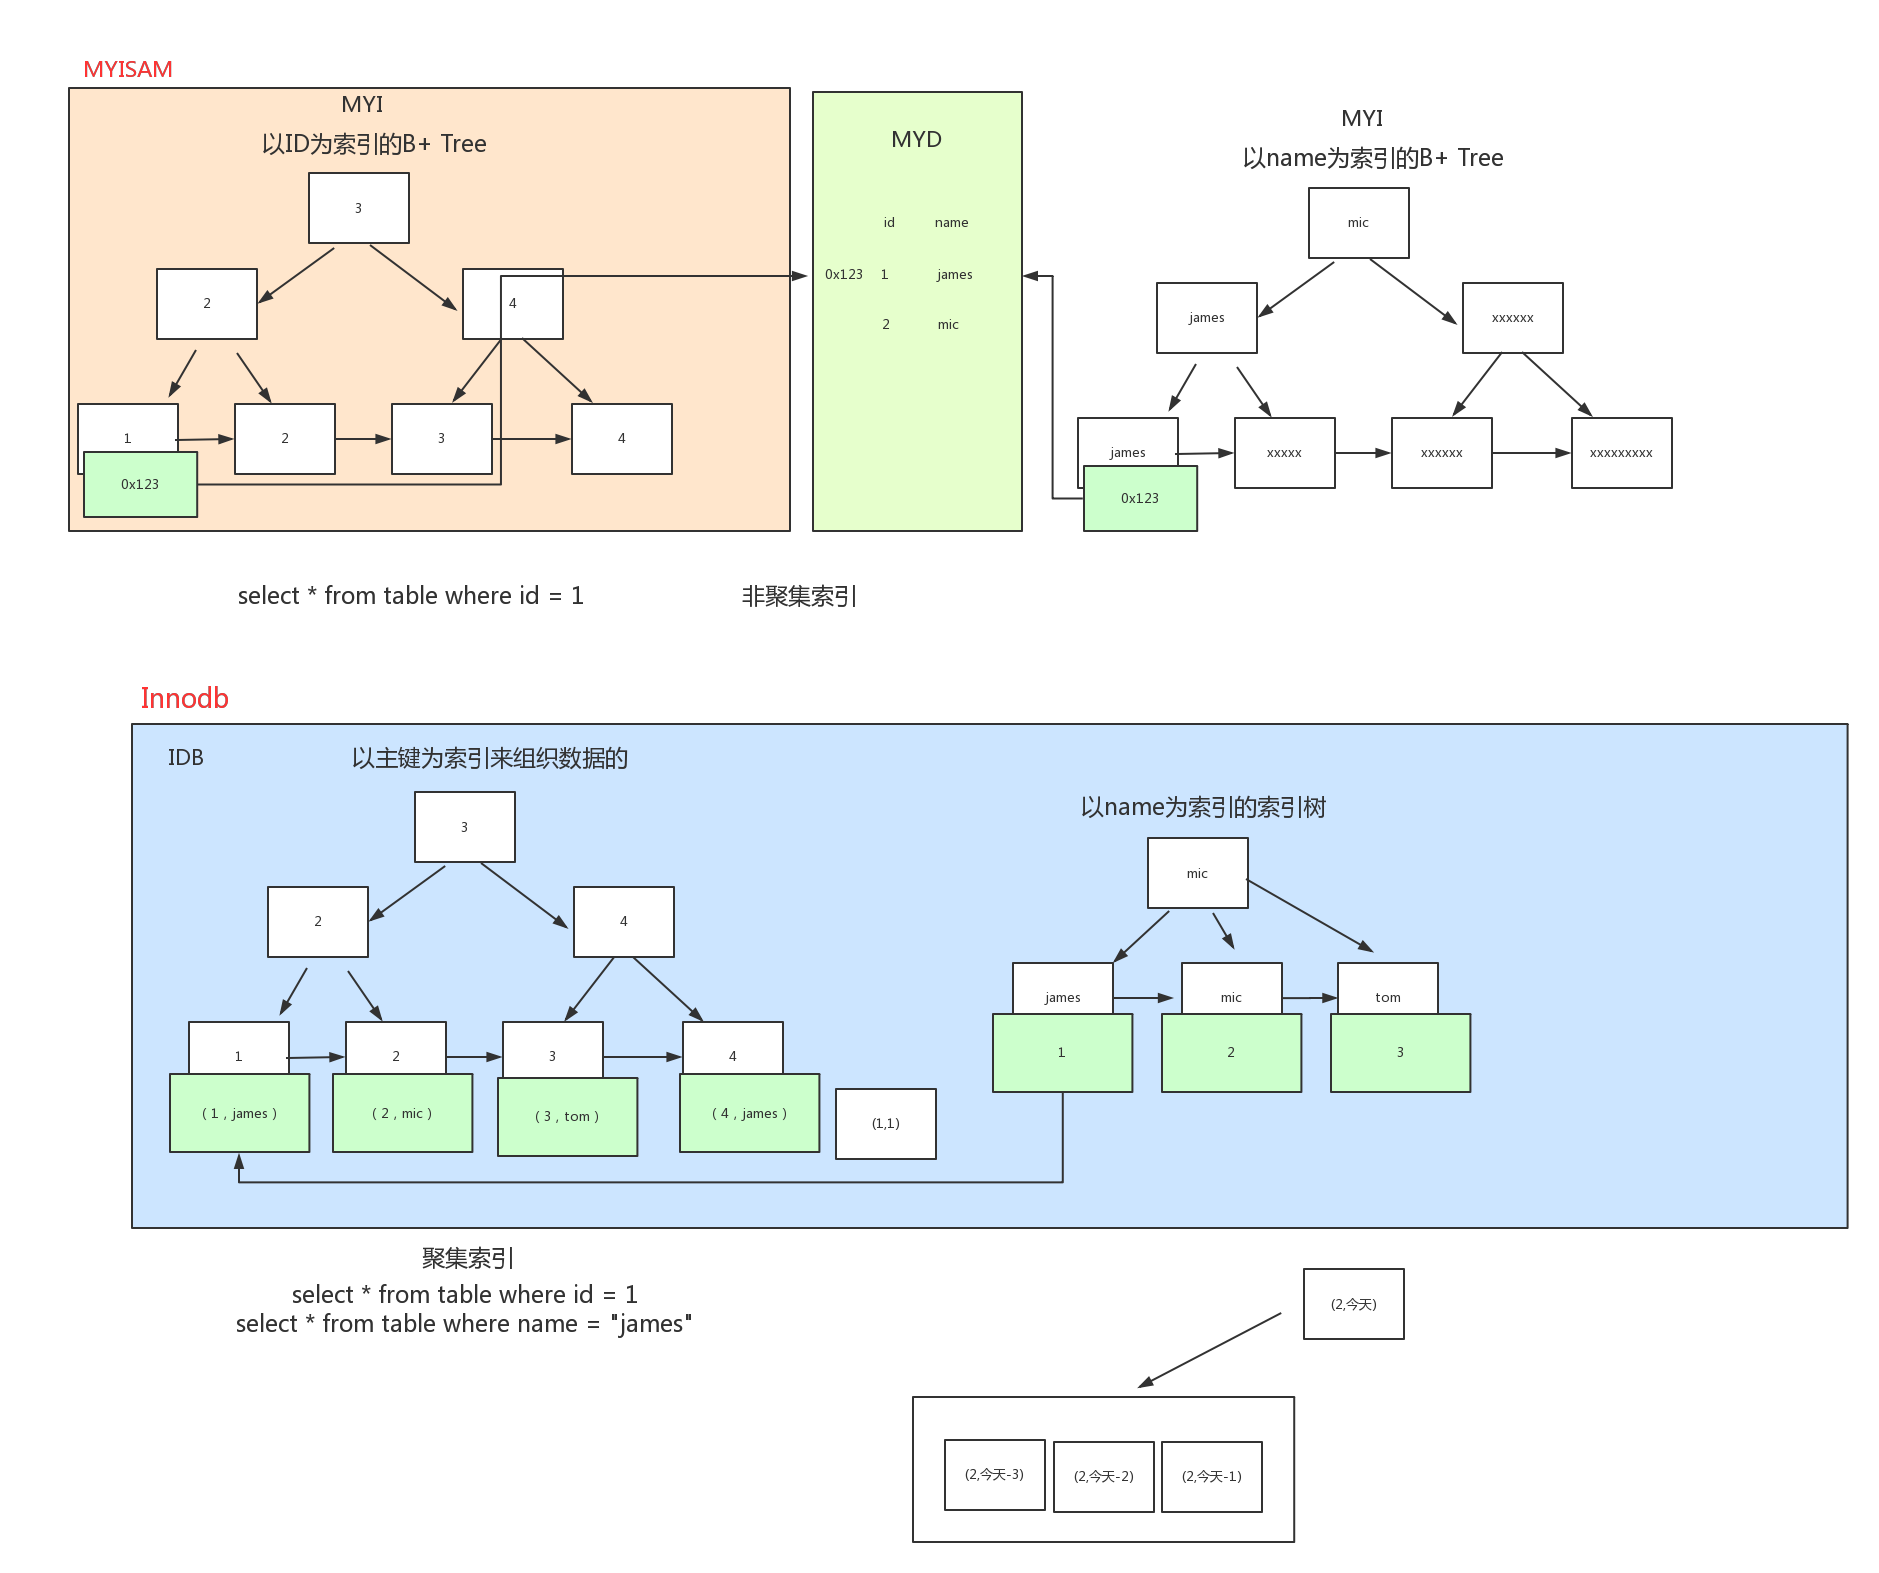 MYISAM
MYI
以ID为索引的B+ Tree
3
2
4
1
2
3
4
0x123
MYD
id name
0x123 1 james
2 mic
MYI
以name为索引的B+ Tree
mic
james
xxxxxx
james
xxxxx
xxxxxx
xxxxxxxxx
0x123
select * from table where id = 1
非聚集索引
Innodb
IDB
以主键为索引来组织数据的
3
2
4
1
2
3
4
( 1 , james )
( 2 , mic )
( 3 , tom )
( 4 , james )
(1,1)
以name为索引的索引树
mic
james
mic
tom
1
2
3
聚集索引
select * from table where id = 1
select * from table where name = "james"
(2,今天)
(2,今天-3)
(2,今天-2)
(2,今天-1)